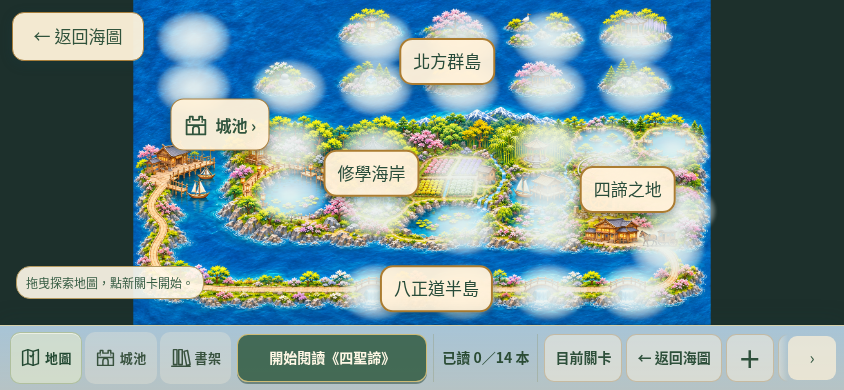 ← 返回海圖
北方群島
城池 ›
修學海岸
四諦之地
拖曳探索地圖，點新關卡開始。
八正道半島
地圖
城池
書架
開始閱讀《四聖諦》
已讀 0／14 本
目前關卡
← 返回海圖
+
›